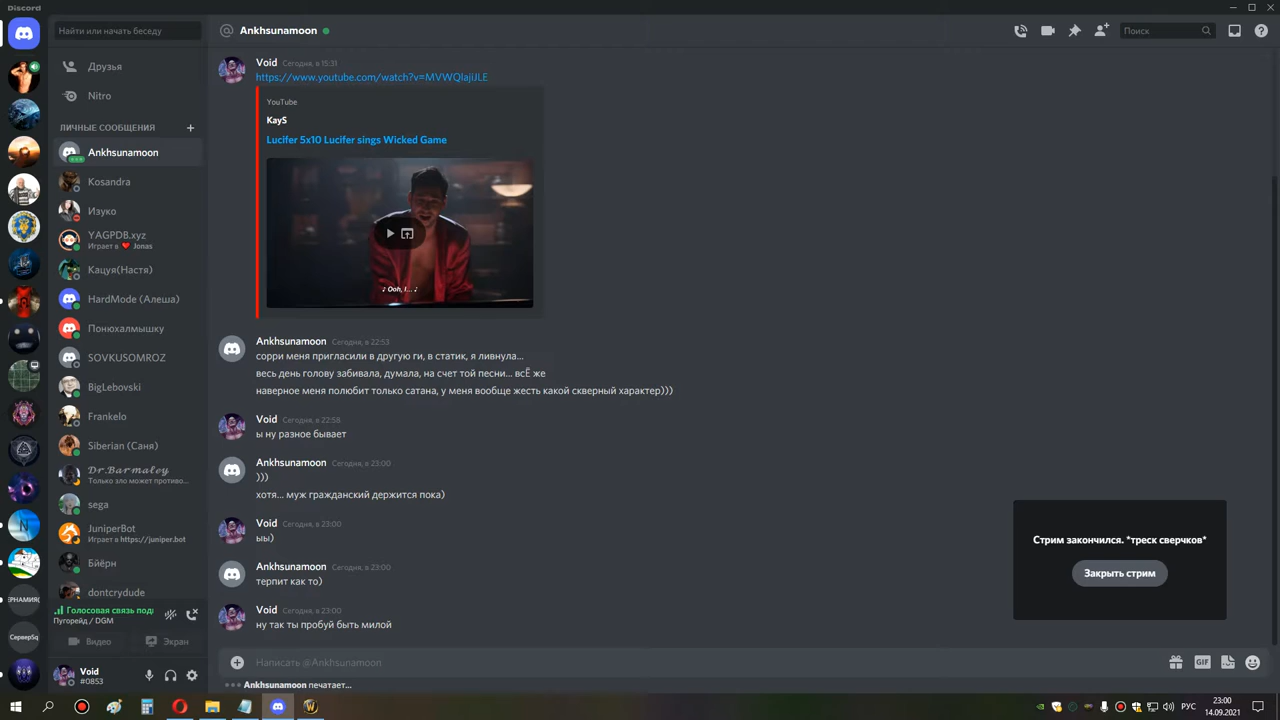 Discord
Найти или начать беседу
Друзья
Nitro
ЛИЧНЫЕ СООБЩЕНИЯ
Ankhsunamoon
Kosandra
Изуко
YAGPDB.xyz
Играет в ❤ Jonas
Кацуя(Настя)
HardMode (Алеша)
Понюхалмышку
SOVKUSOMROZ
BigLebovski
Frankelo
Siberian (Саня)
𝓓𝓻.𝓑𝓪𝓻𝓶𝓪𝓵𝓮𝔂
Только зло может противо...
sega
JuniperBot
Играет в https://juniper.bot
Бйёрн
dontcrydude
Голосовая связь под
Пугорейд / DGM
Видео
Экран
Void
#0853
СерверSq
Ankhsunamoon
Поиск
Void Сегодня, в 15:31
YouTube
KayS
Lucifer 5x10 Lucifer sings Wicked Game
♪ Ooh, I... ♪
Ankhsunamoon Сегодня, в 22:53
сорри меня пригласили в другую ги, в статик, я ливнула...
весь день голову забивала, думала, на счет той песни... всЁ же
наверное меня полюбит только сатана, у меня вообще жесть какой скверный характер)))
Void Сегодня, в 22:58
ы ну разное бывает
Ankhsunamoon Сегодня, в 23:00
)))
хотя... муж гражданский держится пока)
Void Сегодня, в 23:00
ыы)
Ankhsunamoon Сегодня, в 23:00
терпит как то)
Void Сегодня, в 23:00
ну так ты пробуй быть милой
Стрим закончился. *треск сверчков*
Закрыть стрим
Написать @Ankhsunamoon
GIF
Ankhsunamoon печатает...
РУС
23:00
14.09.2021